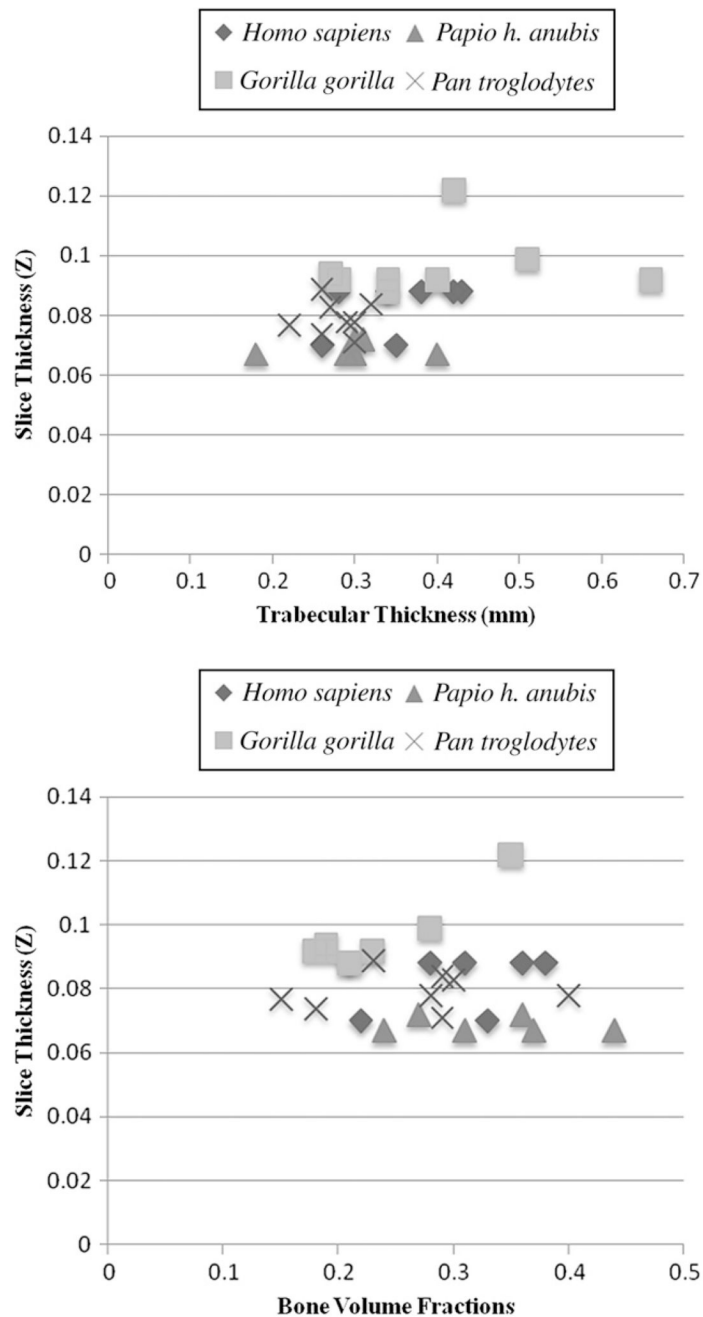 Homo sapiens Papio h. anubis
Gorilla gorilla Pan troglodytes
0.14
0.12
0.1
0.08
0.06
0.04
0.02
0
Slice Thickness (Z)
0 0.1 0.2 0.3 0.4 0.5 0.6 0.7
Trabecular Thickness (mm)
Homo sapiens Papio h. anubis
Gorilla gorilla Pan troglodytes
0.14
0.12
0.1
0.08
0.06
0.04
0.02
0
Slice Thickness (Z)
0 0.1 0.2 0.3 0.4 0.5
Bone Volume Fractions